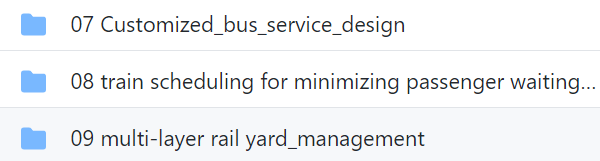 07 Customized_bus_service_design
08 train scheduling for minimizing passenger waiting...
09 multi-layer rail yard_management